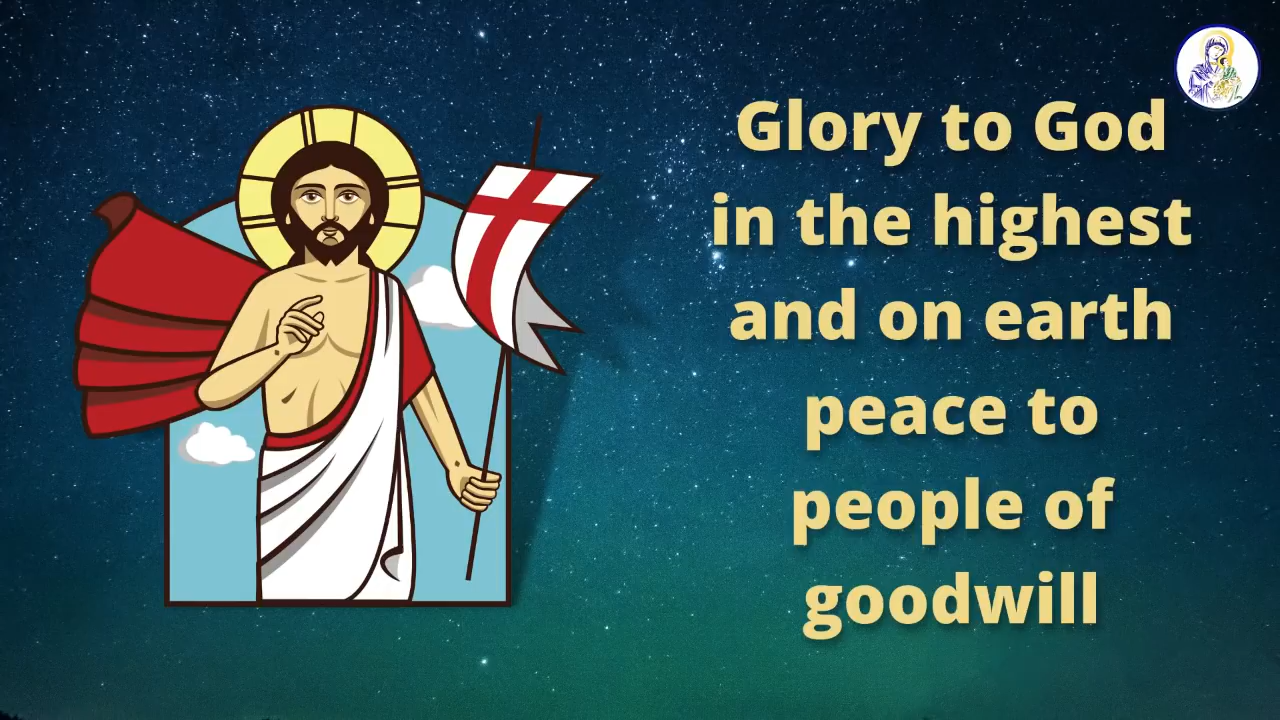 Glory to God
in the highest
and on earth
peace to
people of
goodwill